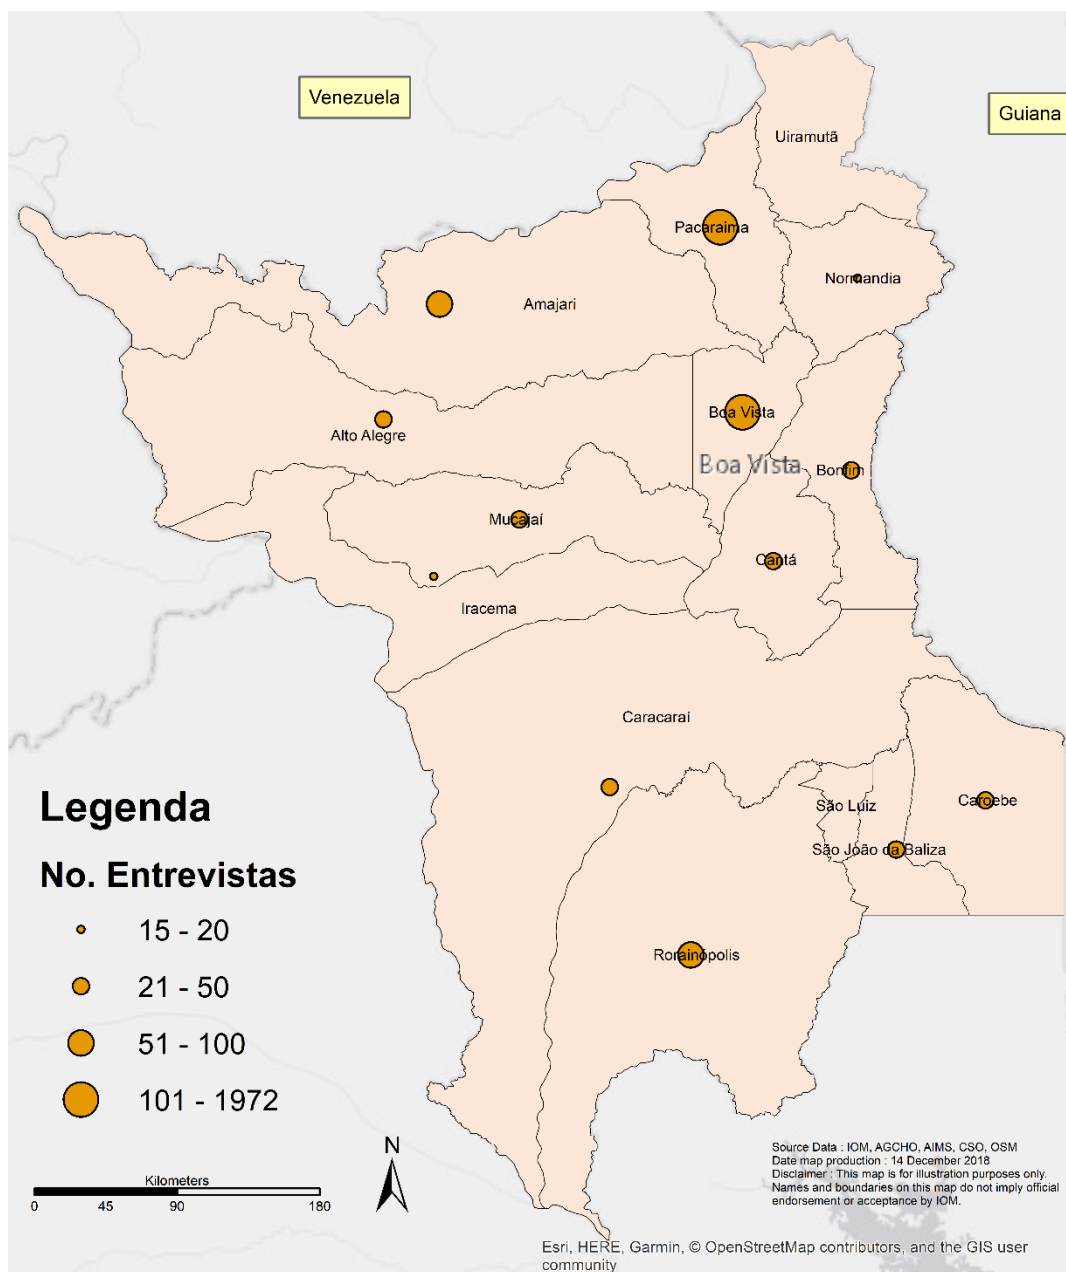 Venezuela
Guiana
Uiramutã
Pacaraima
Normandia
Amajari
Boa Vista
Alto Alegre
Boa Vista
Bonfim
Mucajaí
Cantá
Iracema
Caracaraí
São Luiz
Caroebe
São João da Baliza
Rorainópolis
Legenda
No. Entrevistas
15 - 20
21 - 50
51 - 100
101 - 1972
N
Kilometers
0 45 90 180
Source Data : IOM, AGCHO, AIMS, CSO, OSM
Date map production : 14 December 2018
Disclaimer : This map is for illustration purposes only.
Names and boundaries on this map do not imply official
endorsement or acceptance by IOM.
Esri, HERE, Garmin, © OpenStreetMap contributors, and the GIS user
community